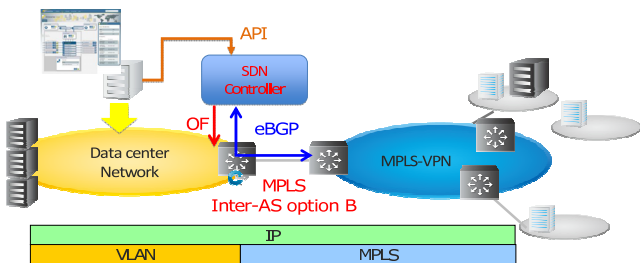 API
SDN
Controller
OF
eBGP
Data center
Network
MPLS-VPN
MPLS
Inter-AS option B
IP
VLAN
MPLS